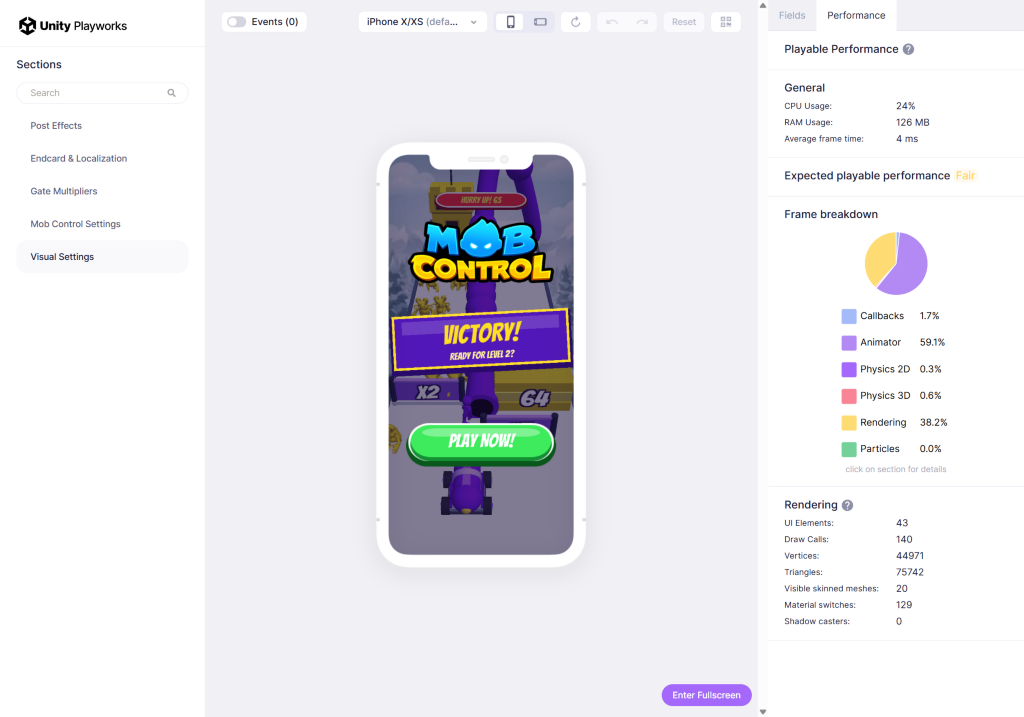 Unity Playworks
Sections
Search
Post Effects
Endcard & Localization
Gate Multipliers
Mob Control Settings
Visual Settings
Events (0)
iPhone X/XS (defa...
Reset
HURRY UP! 6S
MOB
CONTROL
VICTORY!
READY FOR LEVEL 2?
X2
64
PLAY NOW!
Enter Fullscreen
Fields
Performance
Playable Performance ?
General
CPU Usage: 24%
RAM Usage: 126 MB
Average frame time: 4 ms
Expected playable performance Fair
Frame breakdown
Callbacks 1.7%
Animator 59.1%
Physics 2D 0.3%
Physics 3D 0.6%
Rendering 38.2%
Particles 0.0%
click on section for details
Rendering ?
UI Elements: 43
Draw Calls: 140
Vertices: 44971
Triangles: 75742
Visible skinned meshes: 20
Material switches: 129
Shadow casters: 0